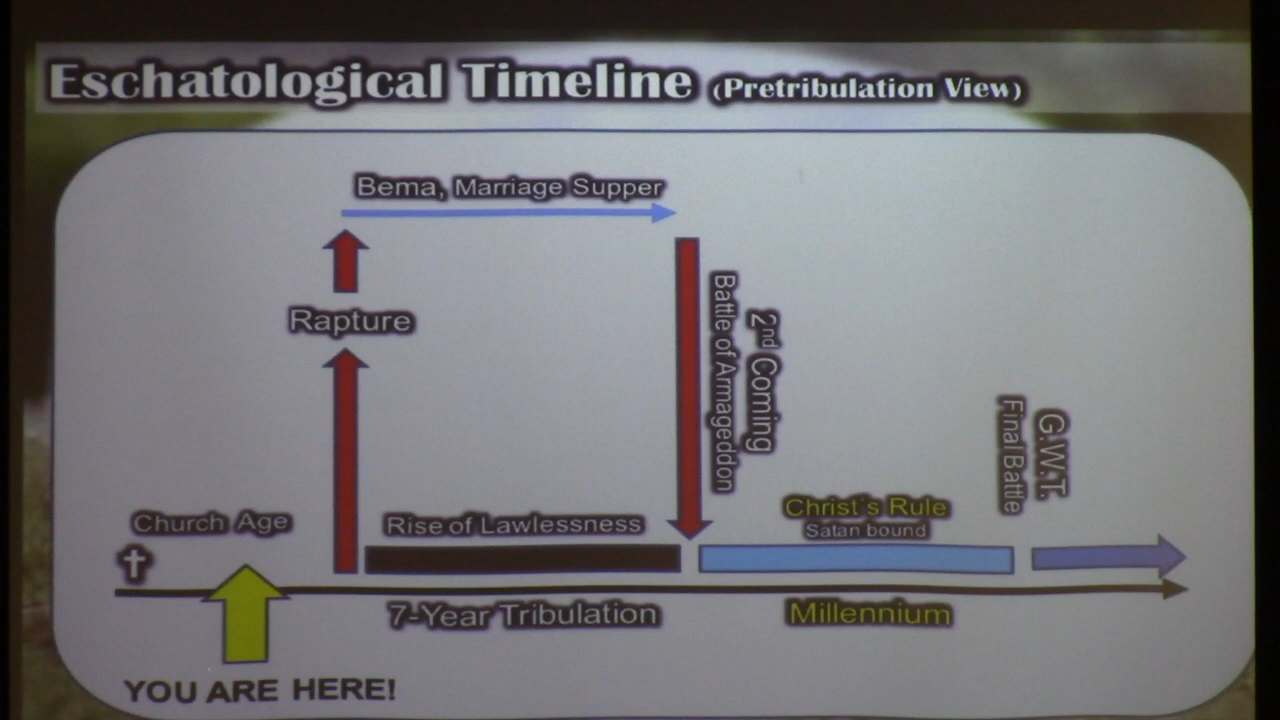 Eschatological Timeline (Pretribulation View)
Bema, Marriage Supper
Rapture
2nd Coming
Battle of Armageddon
G.W.T.
Final Battle
Church Age
Rise of Lawlessness
Christ's Rule
Satan bound
7-Year Tribulation
Millennium
YOU ARE HERE!